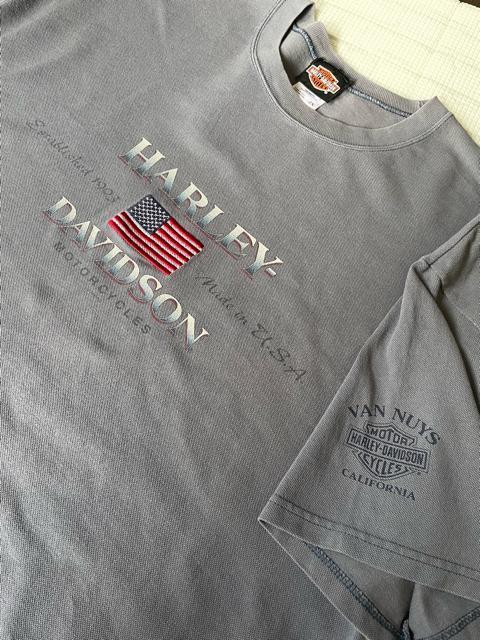 HARLEY-
Established 1903
DAVIDSON
MOTORCYCLES
Made in U.S.A.
VAN NUYS
MOTOR
HARLEY-DAVIDSON
CYCLES
CALIFORNIA